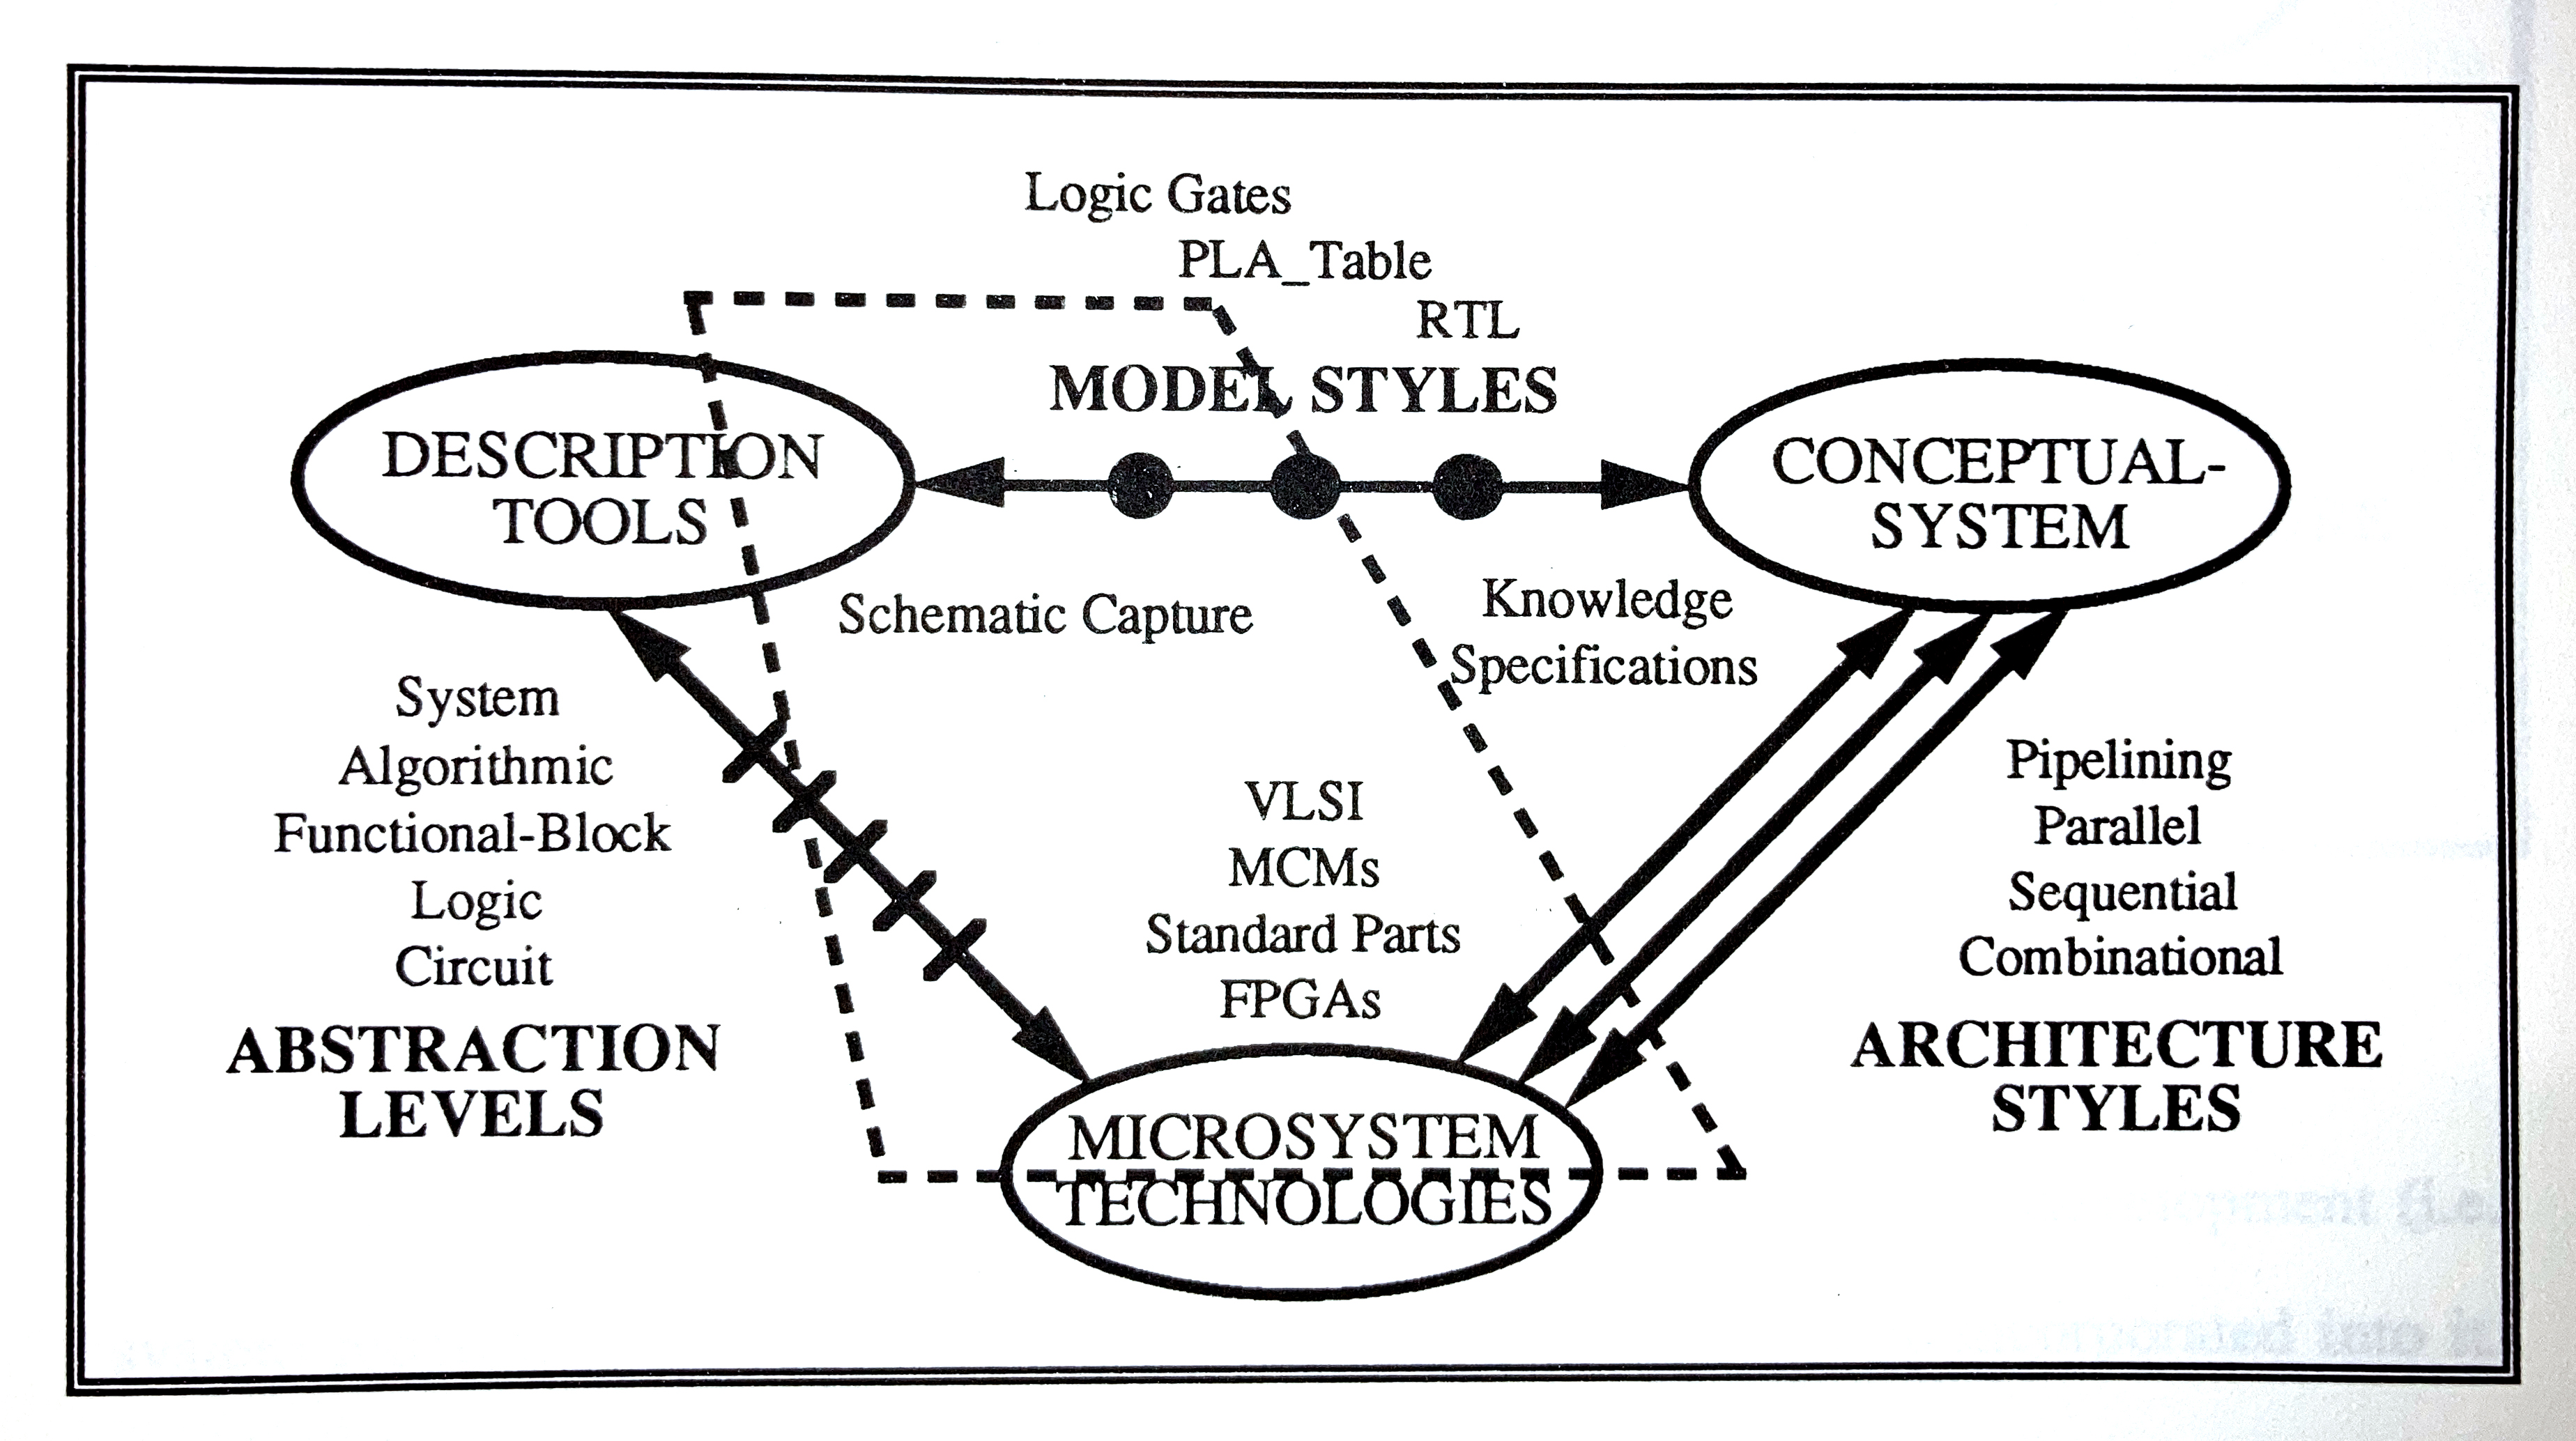 Logic Gates
PLA_Table
RTL
MODEL STYLES
DESCRIPTION
TOOLS
CONCEPTUAL-
SYSTEM
Schematic Capture
Knowledge
Specifications
System
Algorithmic
Functional-Block
Logic
Circuit
ABSTRACTION
LEVELS
VLSI
MCMs
Standard Parts
FPGAs
Pipelining
Parallel
Sequential
Combinational
ARCHITECTURE
STYLES
MICROSYSTEM
TECHNOLOGIES